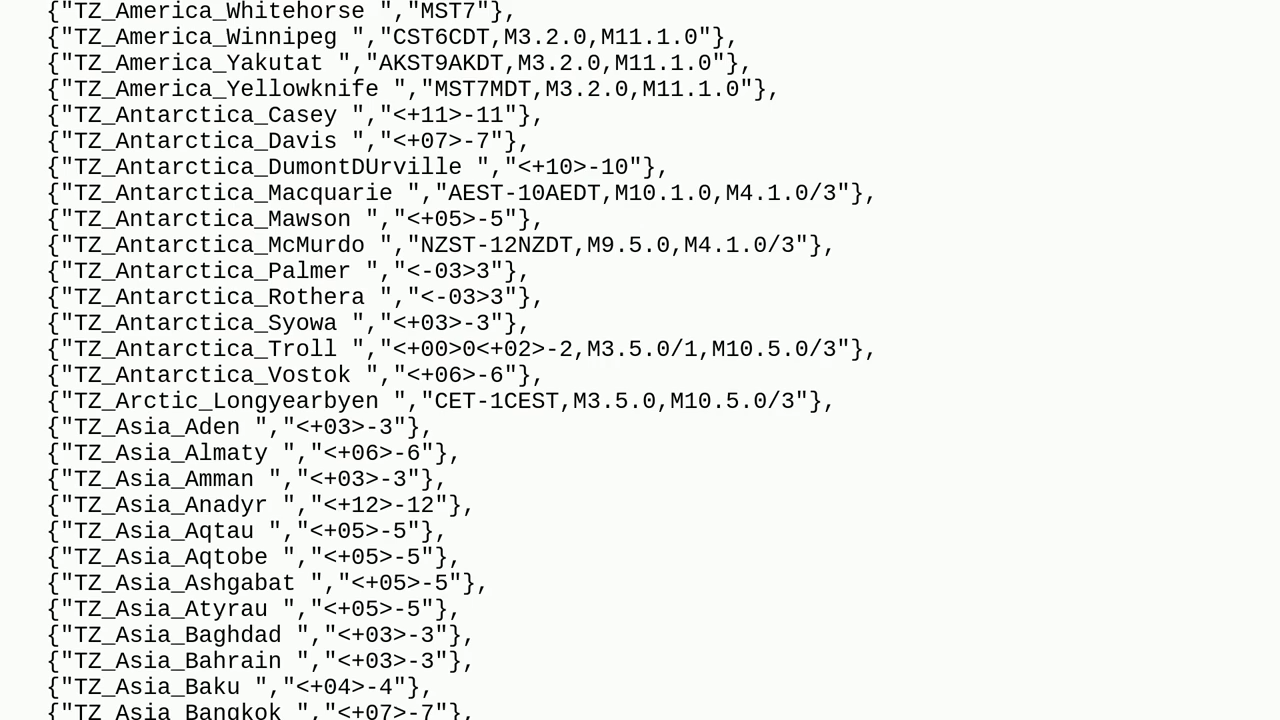 {"TZ_America_Whitehorse ","MST7"},
{"TZ_America_Winnipeg ","CST6CDT,M3.2.0,M11.1.0"},
{"TZ_America_Yakutat ","AKST9AKDT,M3.2.0,M11.1.0"},
{"TZ_America_Yellowknife ","MST7MDT,M3.2.0,M11.1.0"},
{"TZ_Antarctica_Casey ","<+11>-11"},
{"TZ_Antarctica_Davis ","<+07>-7"},
{"TZ_Antarctica_DumontDUrville ","<+10>-10"},
{"TZ_Antarctica_Macquarie ","AEST-10AEDT,M10.1.0,M4.1.0/3"},
{"TZ_Antarctica_Mawson ","<+05>-5"},
{"TZ_Antarctica_McMurdo ","NZST-12NZDT,M9.5.0,M4.1.0/3"},
{"TZ_Antarctica_Palmer ","<-03>3"},
{"TZ_Antarctica_Rothera ","<-03>3"},
{"TZ_Antarctica_Syowa ","<+03>-3"},
{"TZ_Antarctica_Troll ","<+00>0<+02>-2,M3.5.0/1,M10.5.0/3"},
{"TZ_Antarctica_Vostok ","<+06>-6"},
{"TZ_Arctic_Longyearbyen ","CET-1CEST,M3.5.0,M10.5.0/3"},
{"TZ_Asia_Aden ","<+03>-3"},
{"TZ_Asia_Almaty ","<+06>-6"},
{"TZ_Asia_Amman ","<+03>-3"},
{"TZ_Asia_Anadyr ","<+12>-12"},
{"TZ_Asia_Aqtau ","<+05>-5"},
{"TZ_Asia_Aqtobe ","<+05>-5"},
{"TZ_Asia_Ashgabat ","<+05>-5"},
{"TZ_Asia_Atyrau ","<+05>-5"},
{"TZ_Asia_Baghdad ","<+03>-3"},
{"TZ_Asia_Bahrain ","<+03>-3"},
{"TZ_Asia_Baku ","<+04>-4"},
{"TZ_Asia_Bangkok ","<+07>-7"},